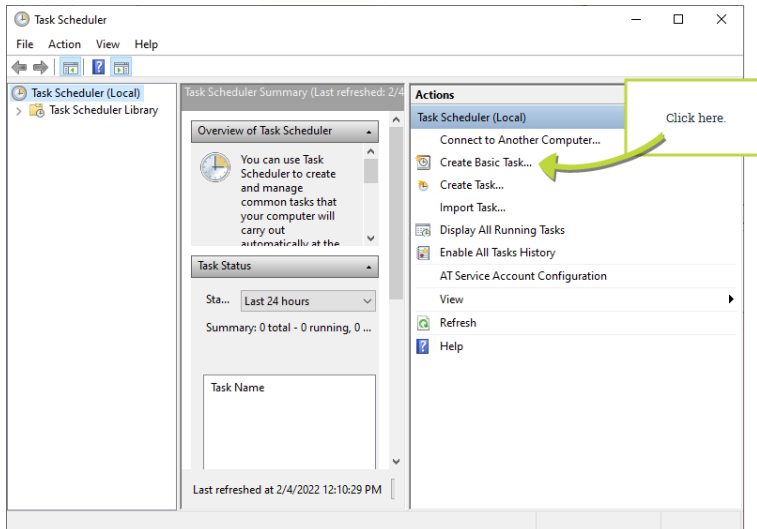 Task Scheduler
File Action View Help
Task Scheduler (Local)
Task Scheduler Library
Task Scheduler Summary (Last refreshed: 2/4
Overview of Task Scheduler
You can use Task
Scheduler to create
and manage
common tasks that
your computer will
carry out
automatically at the
Task Status
Sta... Last 24 hours
Summary: 0 total - 0 running, 0 ...
Task Name
Last refreshed at 2/4/2022 12:10:29 PM
Actions
Task Scheduler (Local)
Connect to Another Computer...
Create Basic Task...
Create Task...
Import Task...
Display All Running Tasks
Enable All Tasks History
AT Service Account Configuration
View
Refresh
Help
Click here.